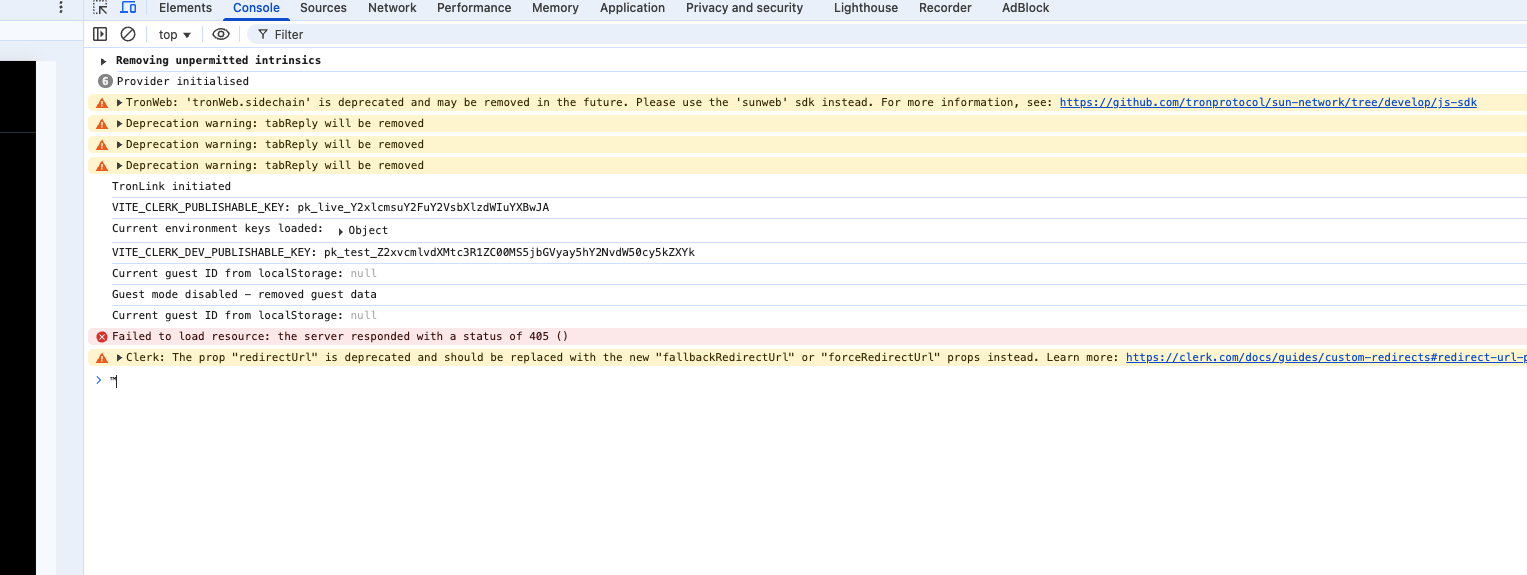 Elements Console Sources Network Performance Memory Application Privacy and security Lighthouse Recorder AdBlock
top Filter
Removing unpermitted intrinsics
6 Provider initialised
TronWeb: 'tronWeb.sidechain' is deprecated and may be removed in the future. Please use the 'sunweb' sdk instead. For more information, see: https://github.com/tronprotocol/sun-network/tree/develop/js-sdk
Deprecation warning: tabReply will be removed
Deprecation warning: tabReply will be removed
Deprecation warning: tabReply will be removed
TronLink initiated
VITE_CLERK_PUBLISHABLE_KEY: pk_live_Y2xlcmsuY2FuY2VsbXlzdWIuYXBwJA
Current environment keys loaded: Object
VITE_CLERK_DEV_PUBLISHABLE_KEY: pk_test_Z2xvcmlvdXMtc3R1ZC00MS5jbGVyay5hY2NvdW50cy5kZXYk
Current guest ID from localStorage: null
Guest mode disabled – removed guest data
Current guest ID from localStorage: null
Failed to load resource: the server responded with a status of 405 ()
Clerk: The prop "redirectUrl" is deprecated and should be replaced with the new "fallbackRedirectUrl" or "forceRedirectUrl" props instead. Learn more: https://clerk.com/docs/guides/custom-redirects#redirect-url-p
> ™